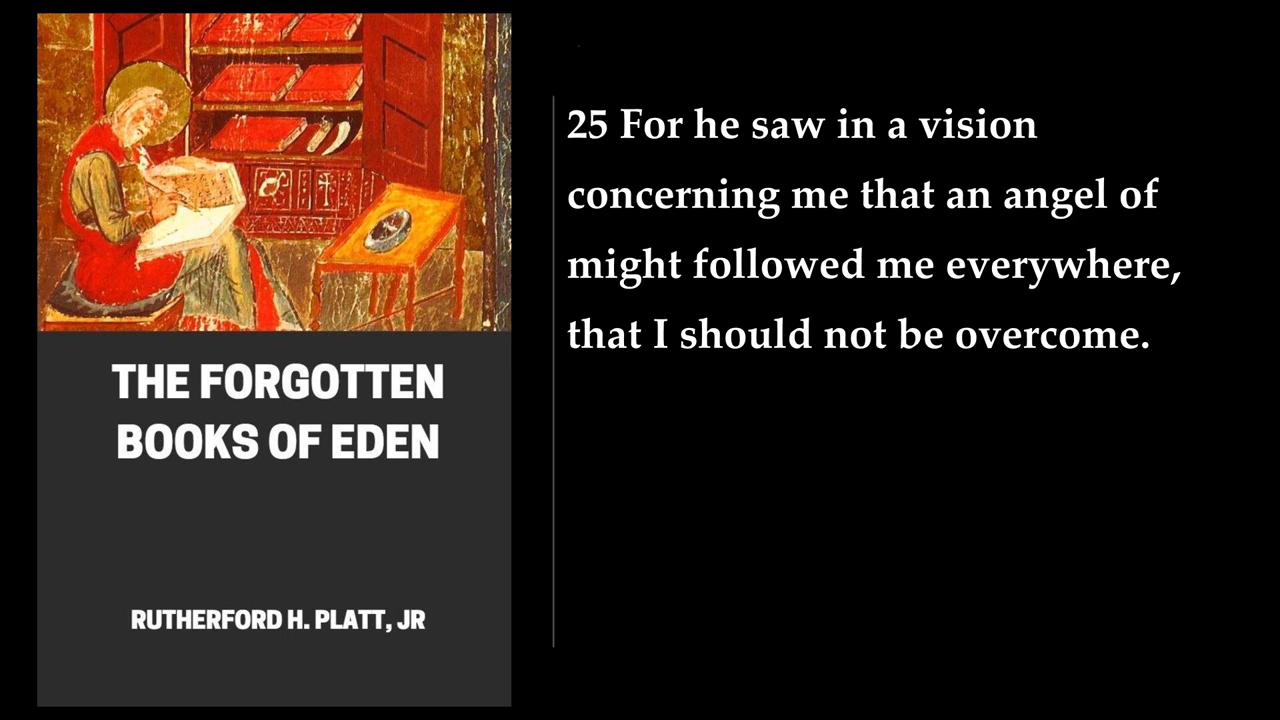 THE FORGOTTEN
BOOKS OF EDEN
RUTHERFORD H. PLATT, JR
25 For he saw in a vision
concerning me that an angel of
might followed me everywhere,
that I should not be overcome.